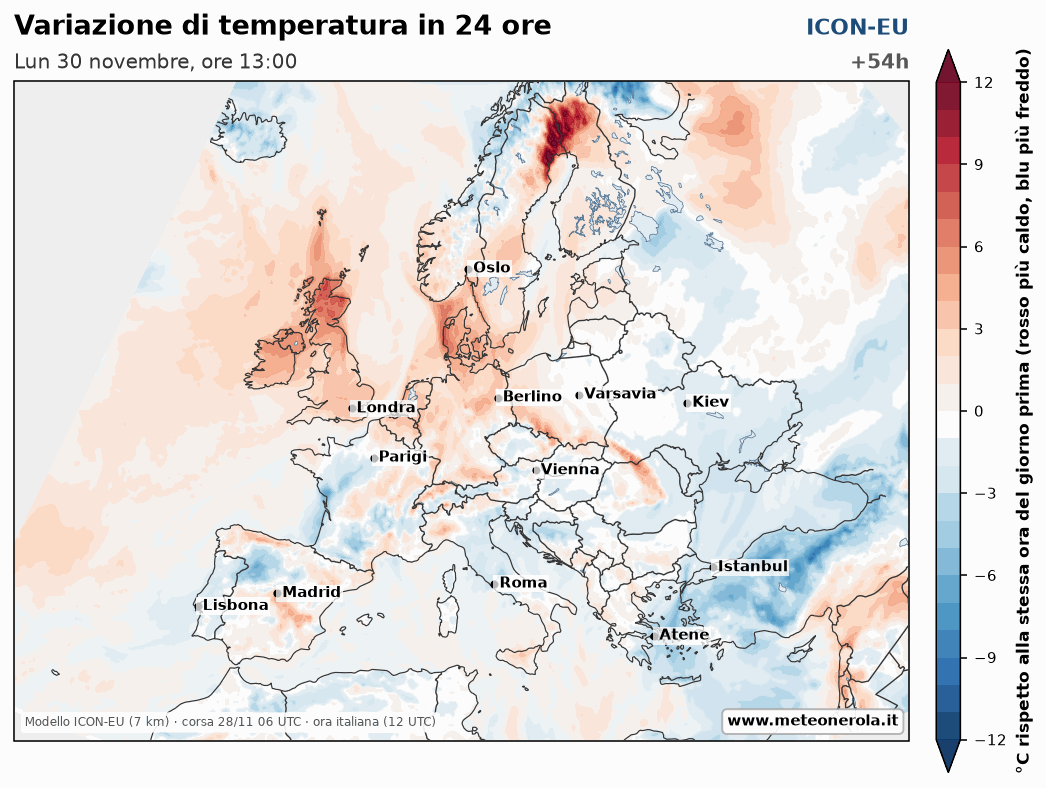 Variazione di temperatura in 24 ore
ICON-EU
Lun 30 novembre, ore 13:00
+54h
Oslo
Londra
Berlino
Varsavia
Kiev
Parigi
Vienna
Istanbul
Roma
Madrid
Lisbona
Atene
Modello ICON-EU (7 km) · corsa 28/11 06 UTC · ora italiana (12 UTC)
www.meteonerola.it
12
9
6
3
0
−3
−6
−9
−12
°C rispetto alla stessa ora del giorno prima (rosso più caldo, blu più freddo)